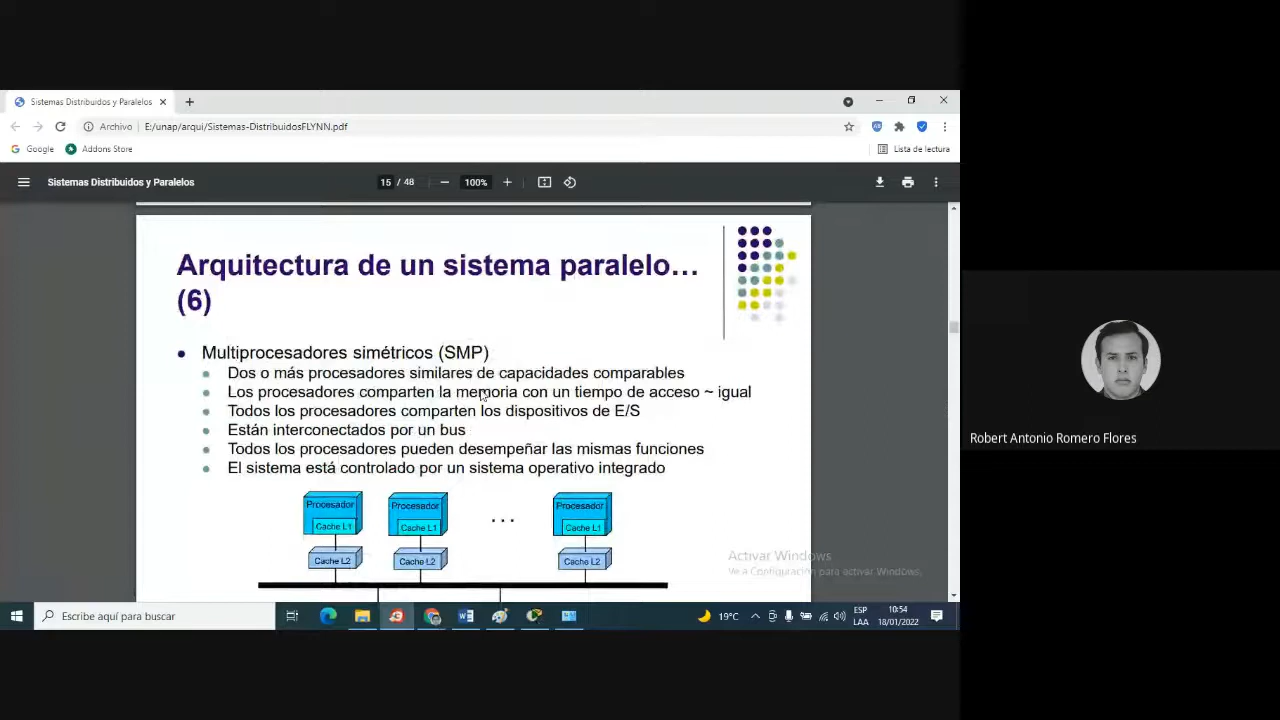 Sistemas Distribuidos y Paralelos
Archivo E:/unap/arqui/Sistemas-DistribuidosFLYNN.pdf
Google Addons Store Lista de lectura
Sistemas Distribuidos y Paralelos 15 / 48 100%
Arquitectura de un sistema paralelo…
(6)
Multiprocesadores simétricos (SMP)
Dos o más procesadores similares de capacidades comparables
Los procesadores comparten la memoria con un tiempo de acceso ~ igual
Todos los procesadores comparten los dispositivos de E/S
Están interconectados por un bus
Todos los procesadores pueden desempeñar las mismas funciones
El sistema está controlado por un sistema operativo integrado
Procesador Procesador Procesador
Cache L1 Cache L1 . . . Cache L1
Cache L2 Cache L2 Cache L2
Activar Windows
Ve a Configuración para activar Windows.
Escribe aquí para buscar
19°C
ESP
LAA
10:54
18/01/2022
Robert Antonio Romero Flores